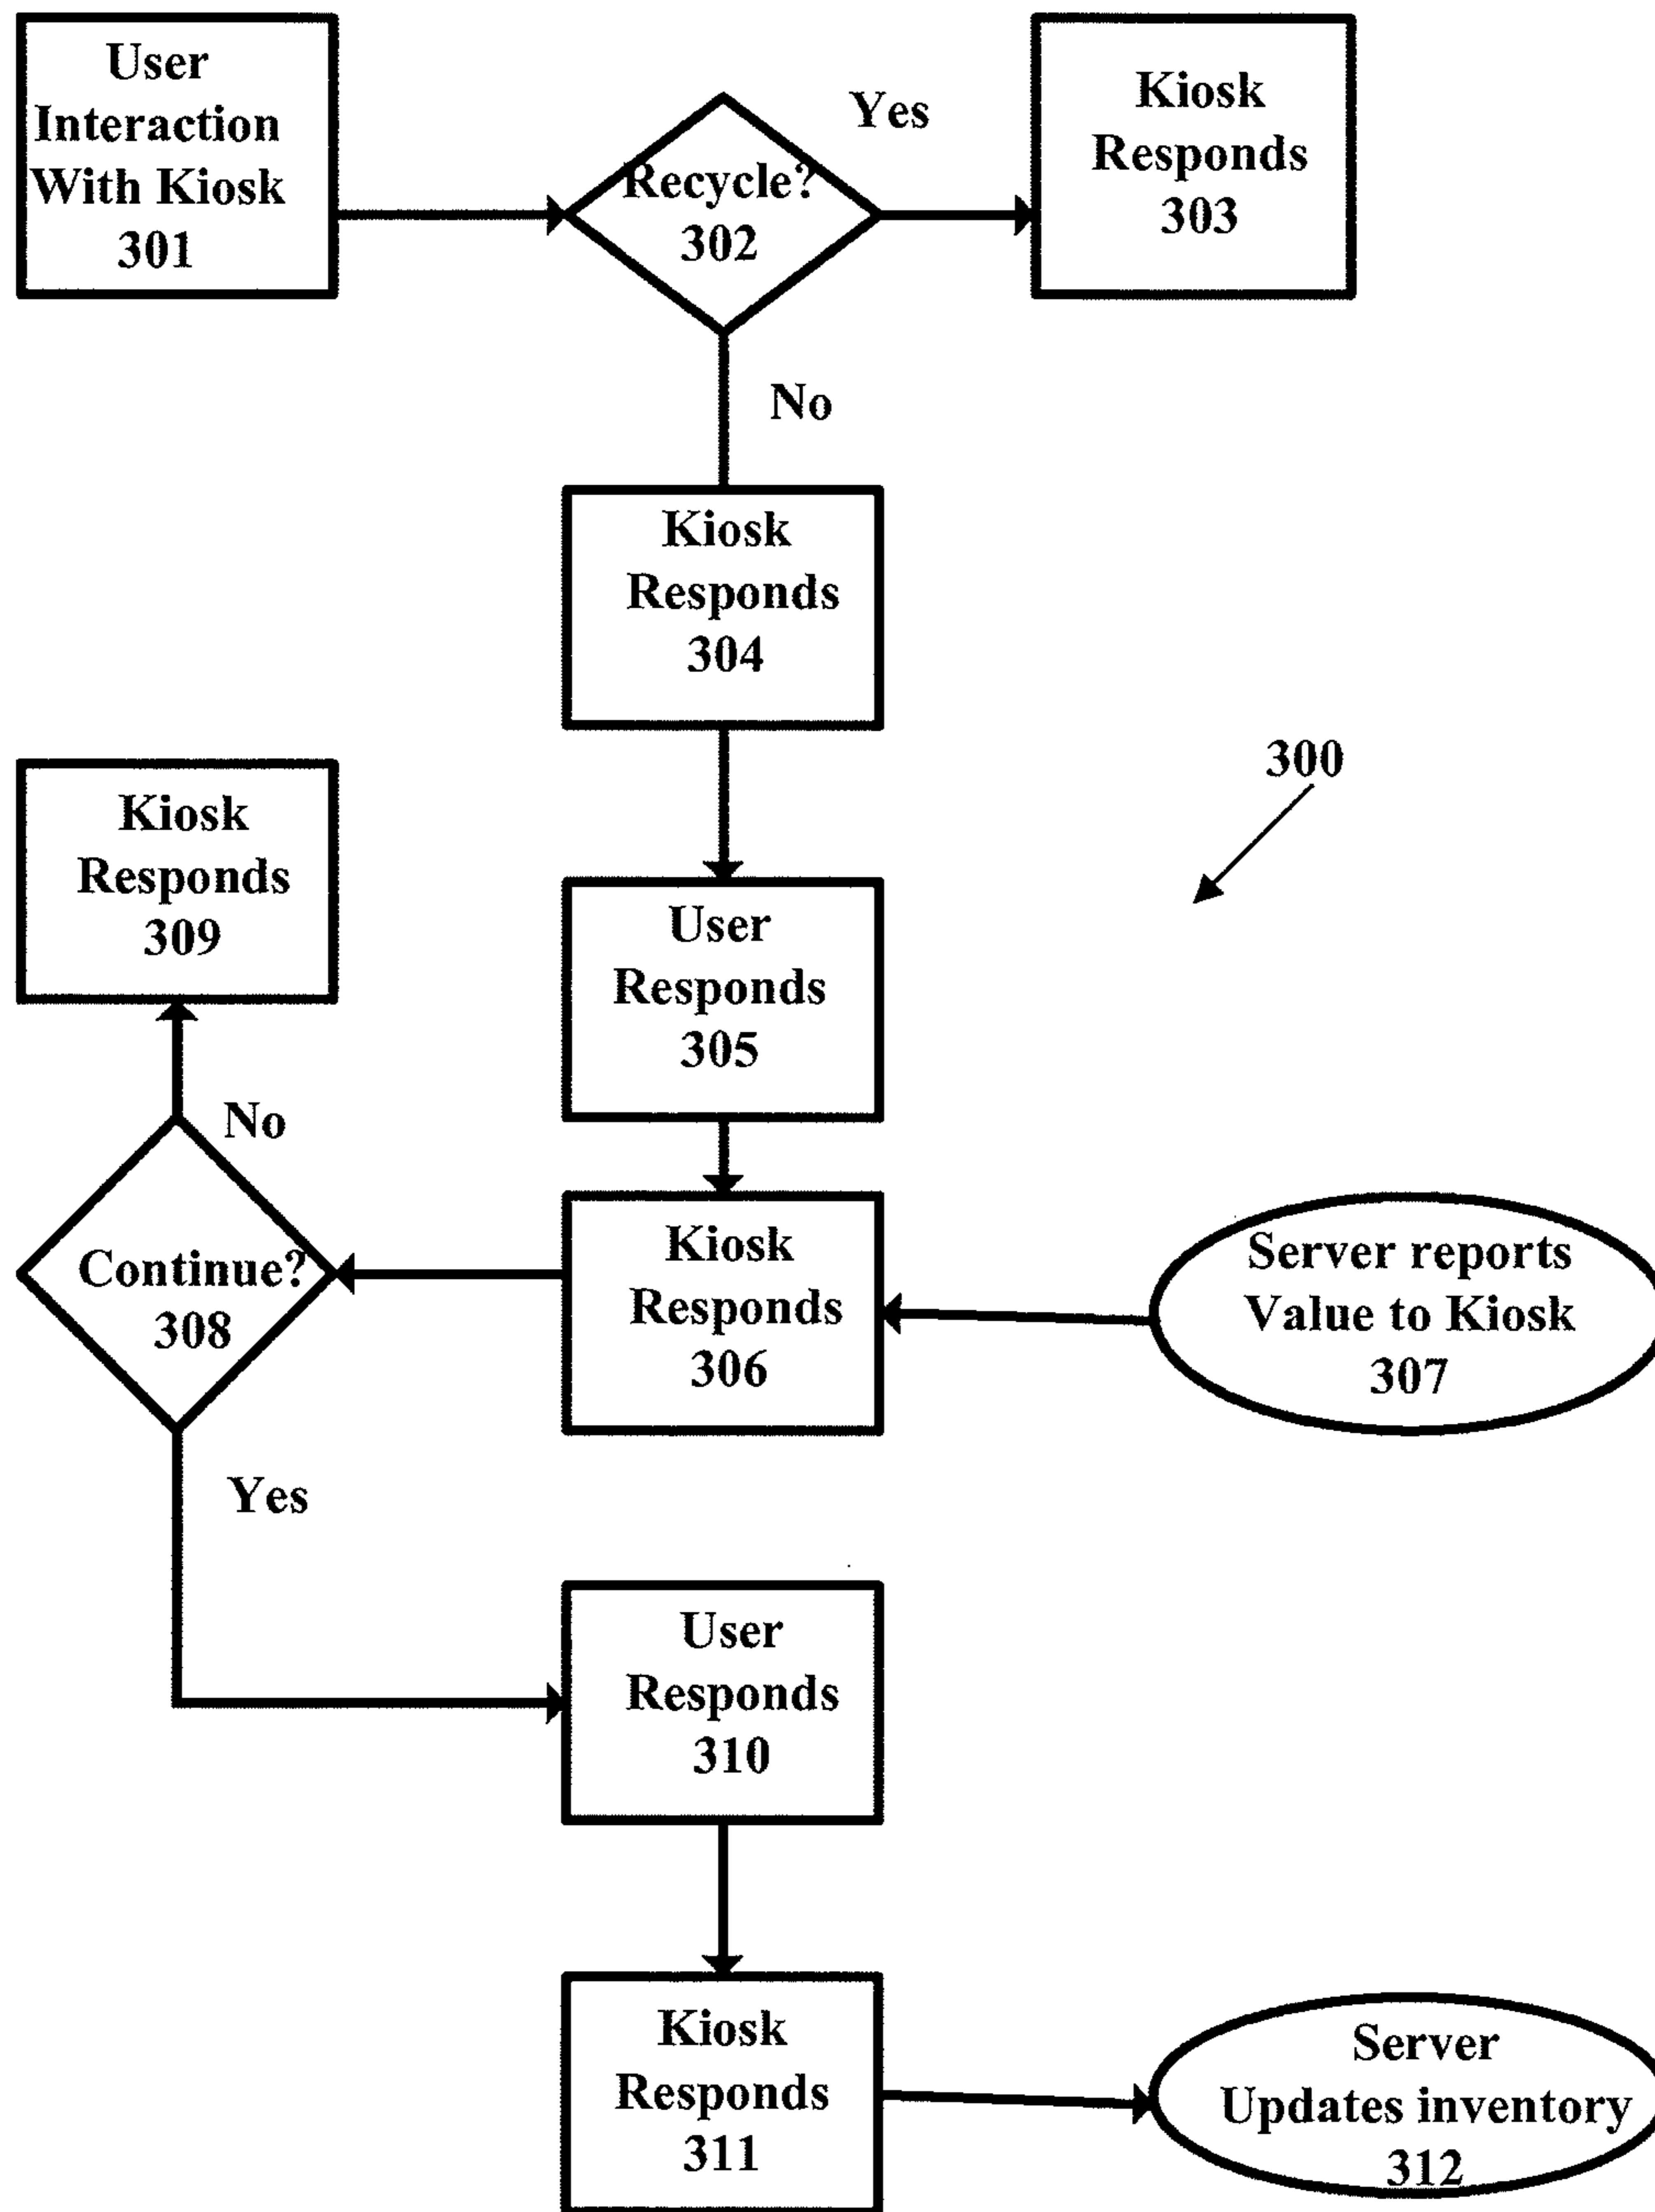 User
Interaction
With Kiosk
301
Recycle?
302
Yes
Kiosk
Responds
303
No
Kiosk
Responds
304
300
Kiosk
Responds
309
User
Responds
305
No
Continue?
308
Kiosk
Responds
306
Server reports
Value to Kiosk
307
Yes
User
Responds
310
Kiosk
Responds
311
Server
Updates inventory
312